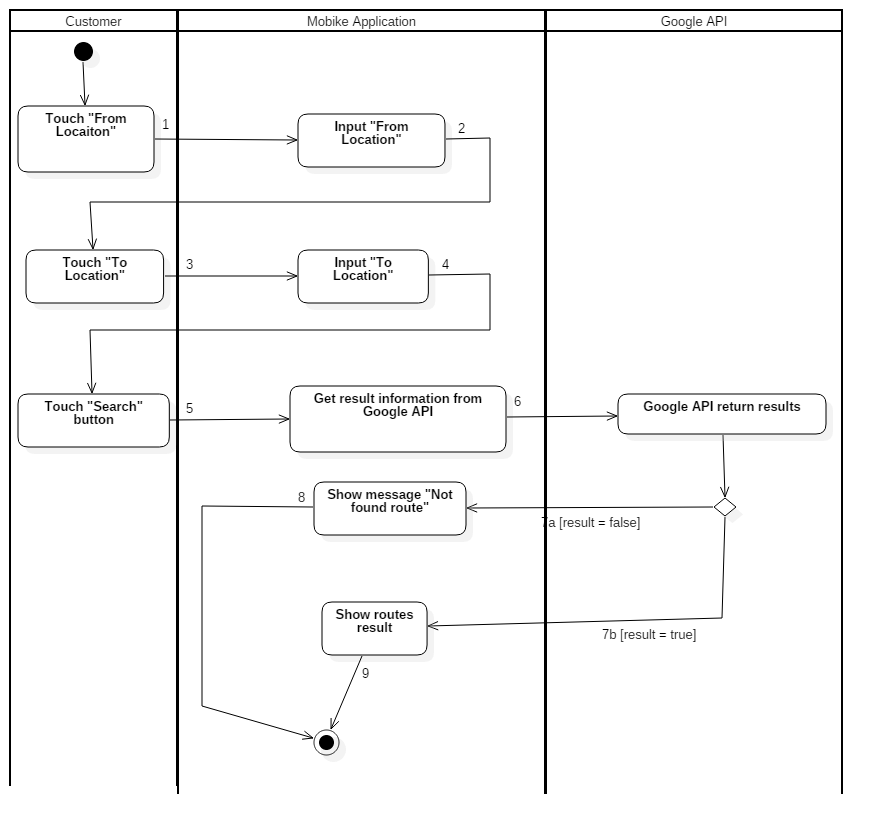 Customer
Mobike Application
Google API
Touch "From
Locaiton"
1
Input "From
Location"
2
Touch "To
Location"
3
Input "To
Location"
4
Touch "Search"
button
5
Get result information from
Google API
6
Google API return results
8
Show message "Not
found route"
7a [result = false]
Show routes
result
7b [result = true]
9